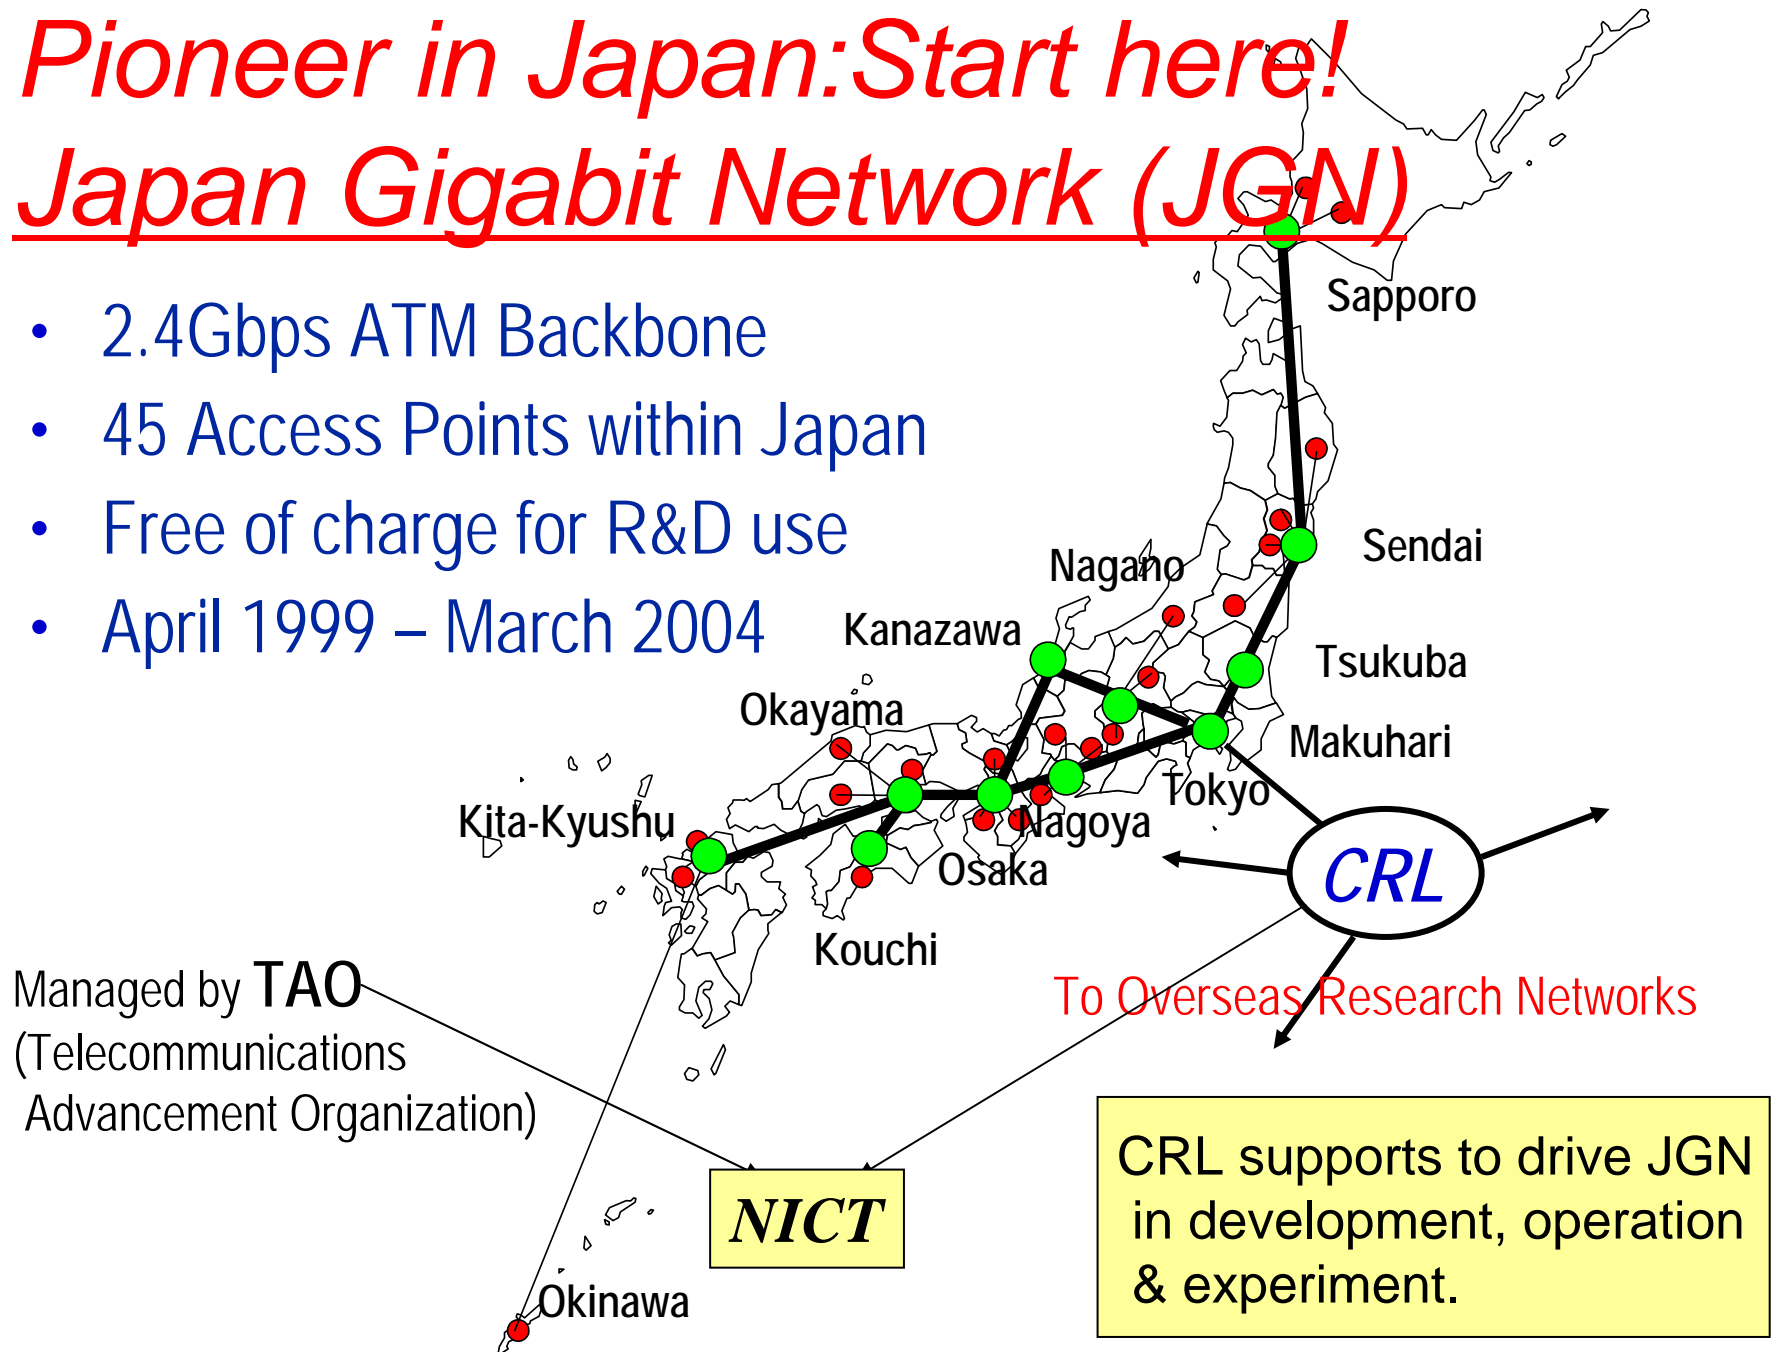 Pioneer in Japan:Start here!
Japan Gigabit Network (JGN)
• 2.4Gbps ATM Backbone
• 45 Access Points within Japan
• Free of charge for R&D use
• April 1999 – March 2004
Sapporo
Sendai
Nagano
Kanazawa
Tsukuba
Okayama
Makuhari
Tokyo
Kita-Kyushu
Nagoya
Osaka
CRL
Kouchi
Managed by TAO
(Telecommunications
Advancement Organization)
To Overseas Research Networks
NICT
CRL supports to drive JGN
in development, operation
& experiment.
Okinawa